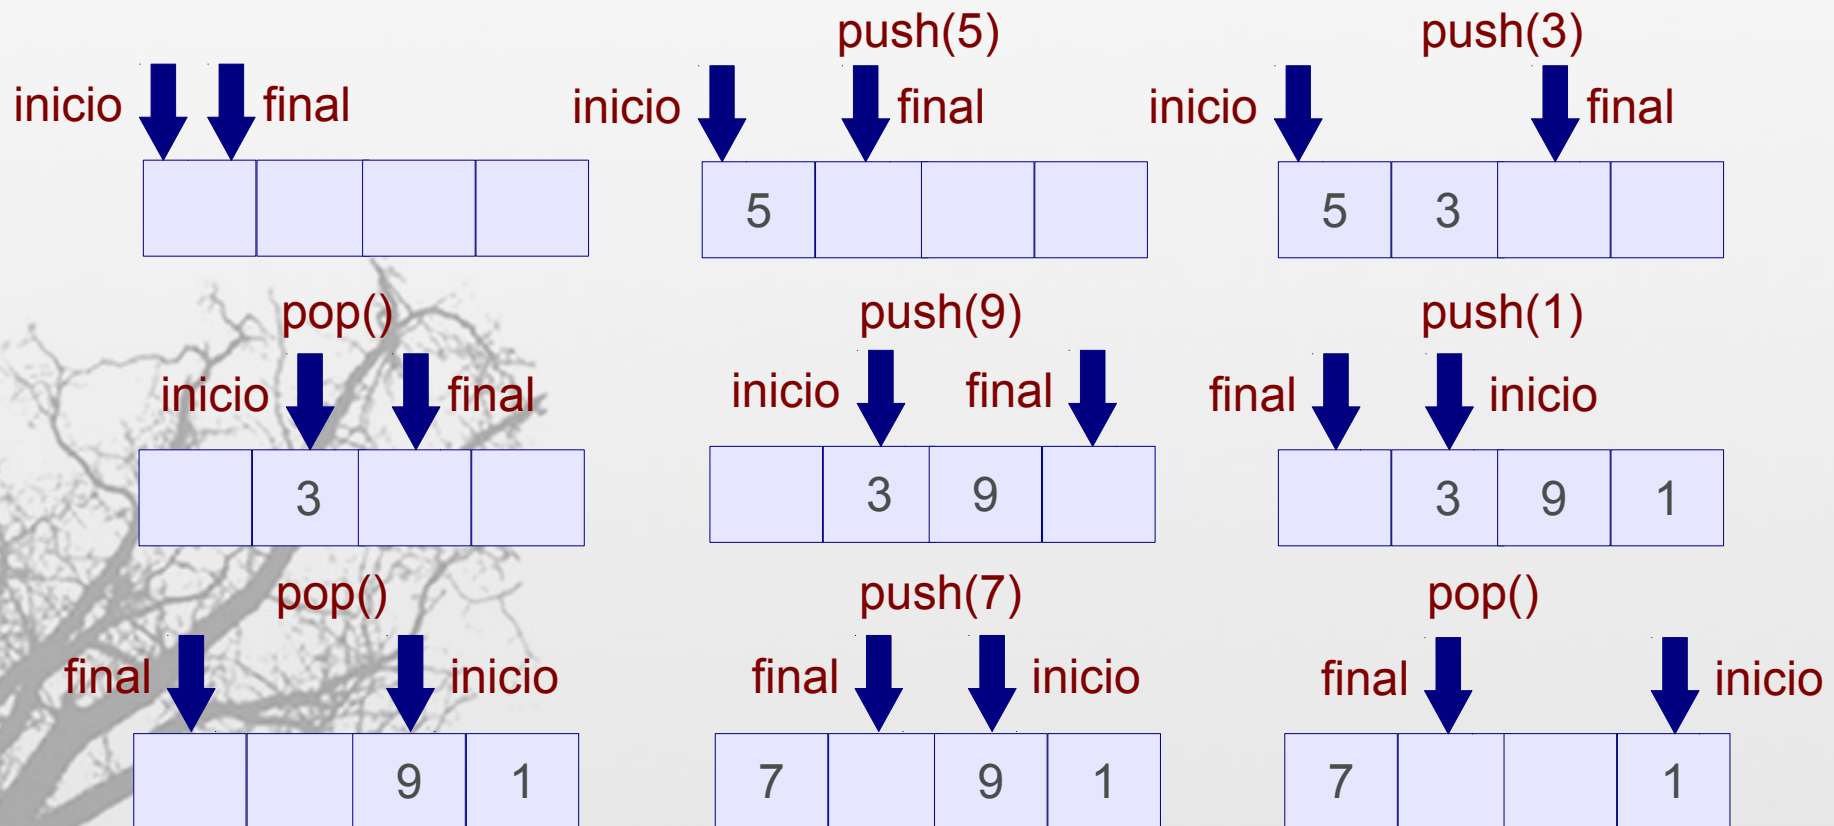 push(5) push(3)
inicio final inicio final inicio final
5 5 3
pop() push(9) push(1)
inicio final inicio final final inicio
3 3 9 3 9 1
pop() push(7) pop()
final inicio final inicio final inicio
9 1 7 9 1 7 1